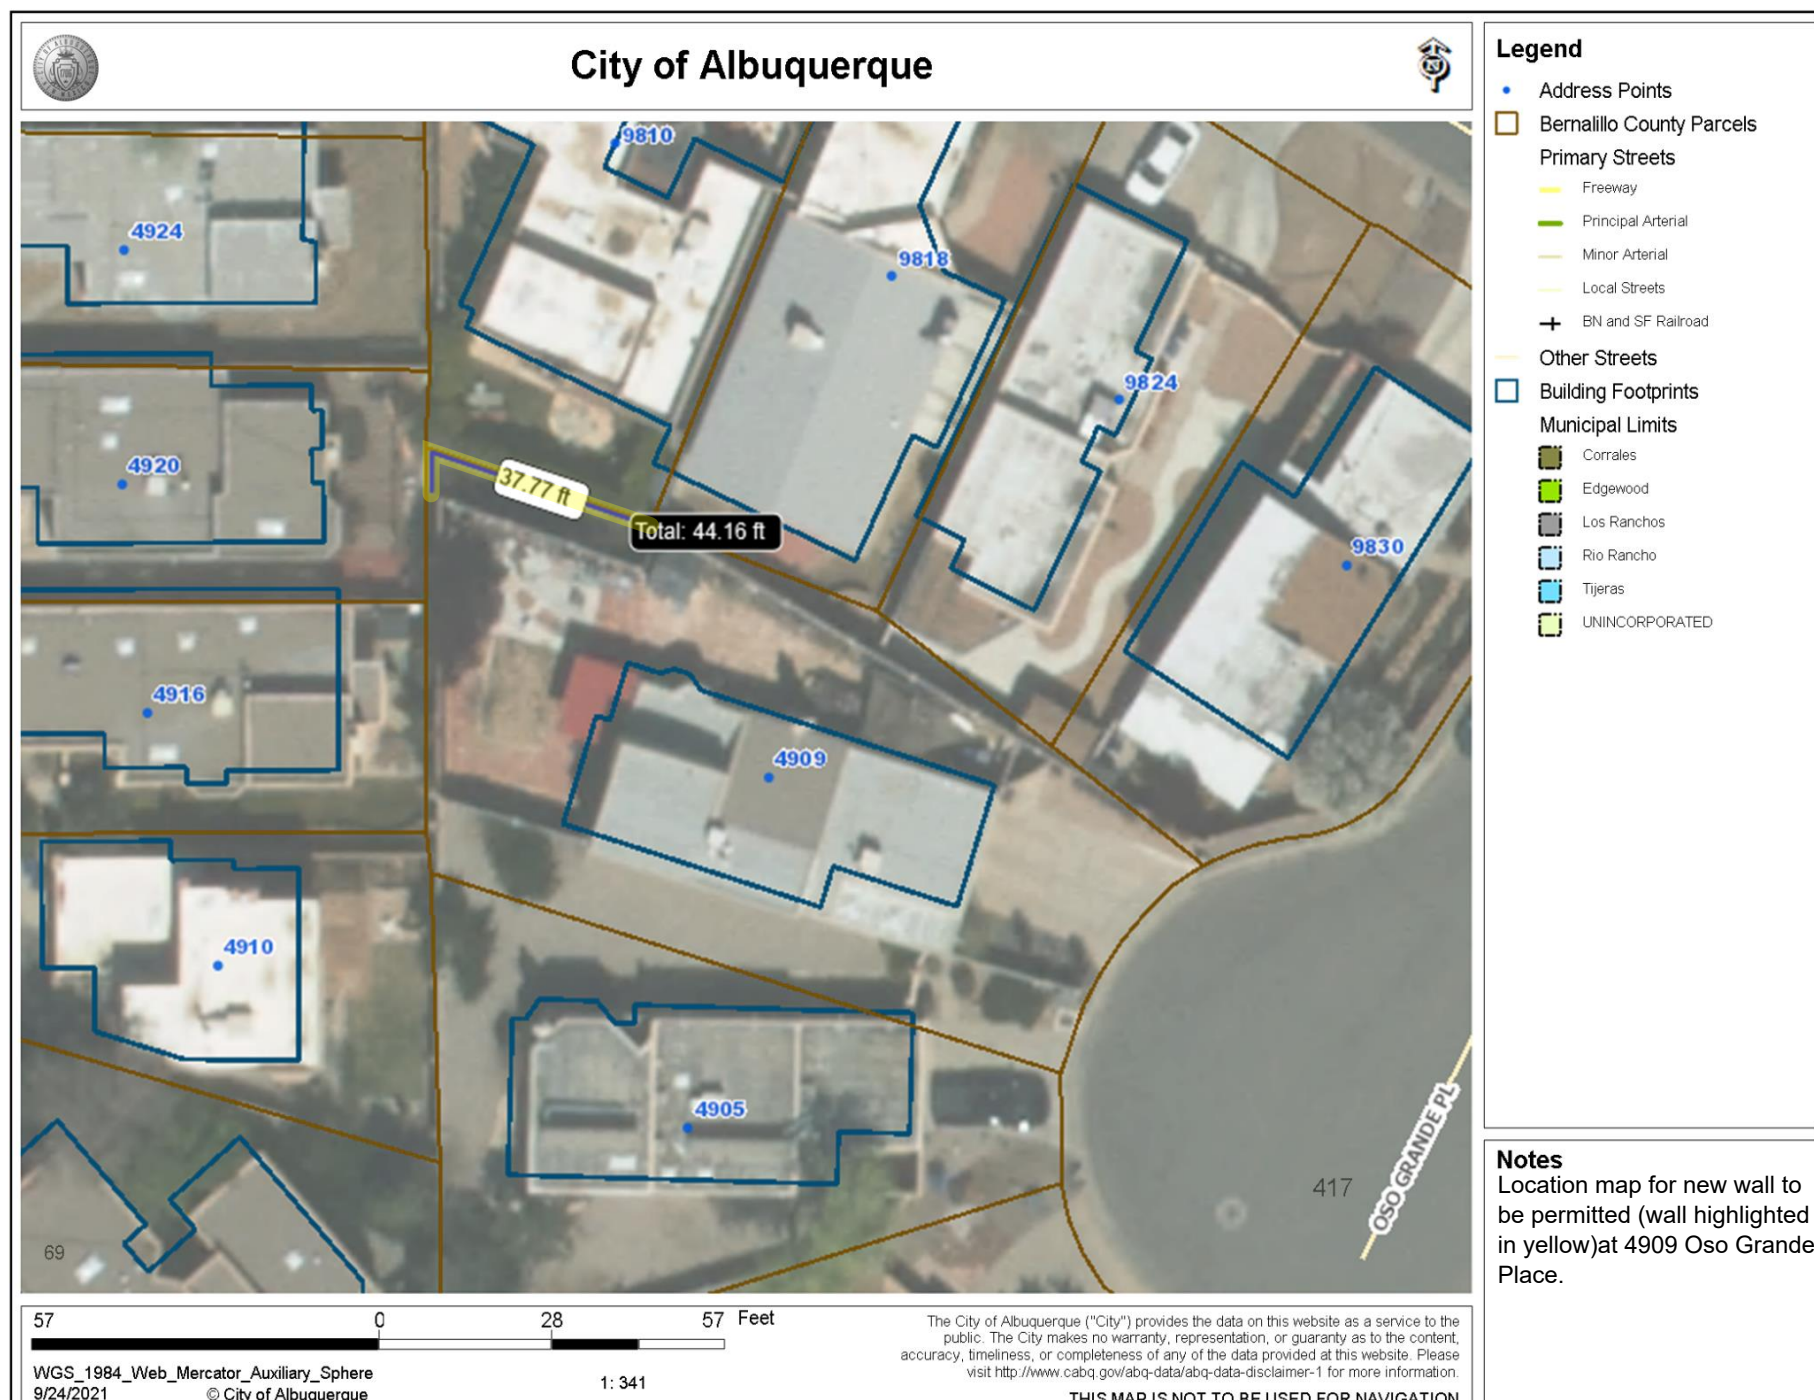 City of Albuquerque
9810
4924
9818
9824
4920
37.77 ft
Total: 44.16 ft
9830
4916
4909
4910
4905
OSO GRANDE PL
417
69
Legend
Address Points
Bernalillo County Parcels
Primary Streets
Freeway
Principal Arterial
Minor Arterial
Local Streets
BN and SF Railroad
Other Streets
Building Footprints
Municipal Limits
Corrales
Edgewood
Los Ranchos
Rio Rancho
Tijeras
UNINCORPORATED
Notes
Location map for new wall to
be permitted (wall highlighted
in yellow)at 4909 Oso Grande
Place.
57 0 28 57 Feet
WGS_1984_Web_Mercator_Auxiliary_Sphere
9/24/2021 © City of Albuquerque
1: 341
The City of Albuquerque ("City") provides the data on this website as a service to the
public. The City makes no warranty, representation, or guaranty as to the content,
accuracy, timeliness, or completeness of any of the data provided at this website. Please
visit http://www.cabq.gov/abq-data/abq-data-disclaimer-1 for more information.
THIS MAP IS NOT TO BE USED FOR NAVIGATION